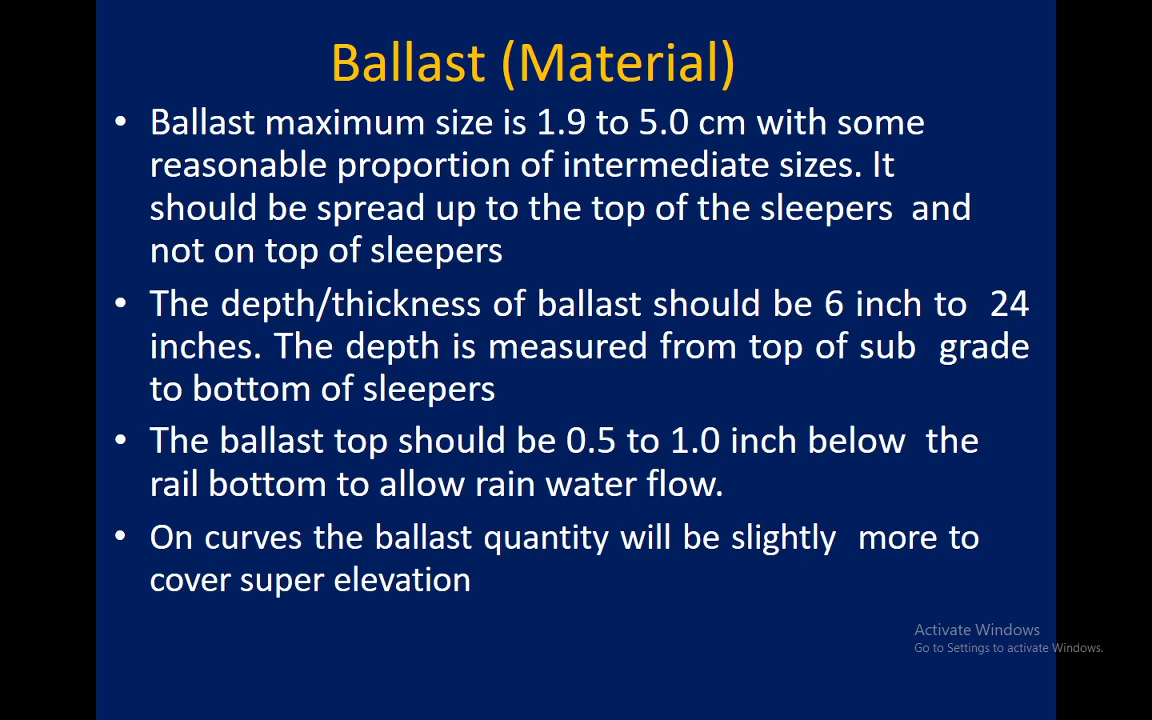 Ballast (Material)
• Ballast maximum size is 1.9 to 5.0 cm with some
reasonable proportion of intermediate sizes. It
should be spread up to the top of the sleepers and
not on top of sleepers
• The depth/thickness of ballast should be 6 inch to 24
inches. The depth is measured from top of sub grade
to bottom of sleepers
• The ballast top should be 0.5 to 1.0 inch below the
rail bottom to allow rain water flow.
• On curves the ballast quantity will be slightly more to
cover super elevation
Activate Windows
Go to Settings to activate Windows.